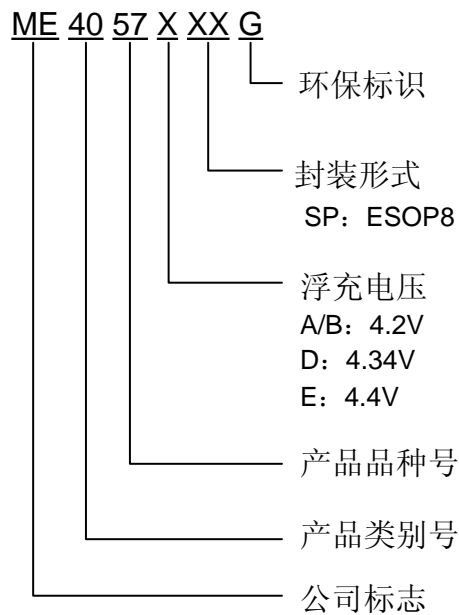 ME 40 57 X XX G
环保标识
封装形式
SP：ESOP8
浮充电压
A/B：4.2V
D：4.34V
E：4.4V
产品品种号
产品类别号
公司标志